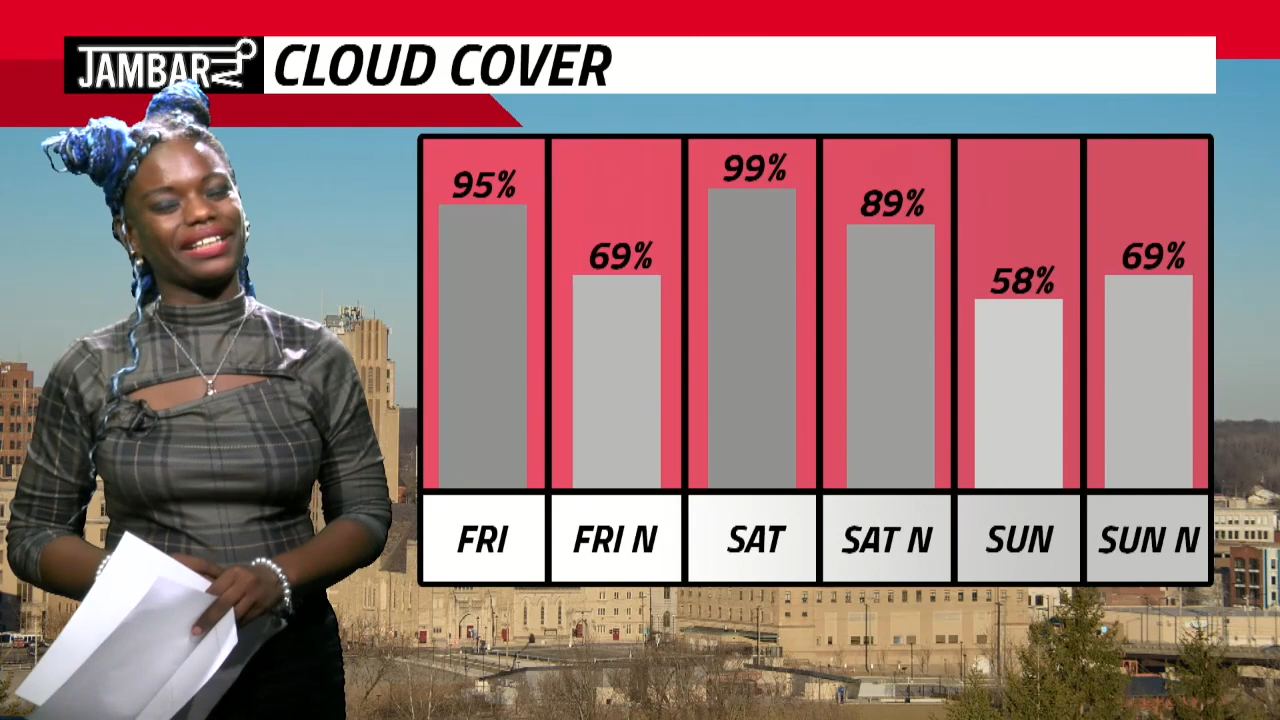 JAMBAR
CLOUD COVER
95%
69%
99%
89%
58%
69%
FRI
FRI N
SAT
SAT N
SUN
SUN N